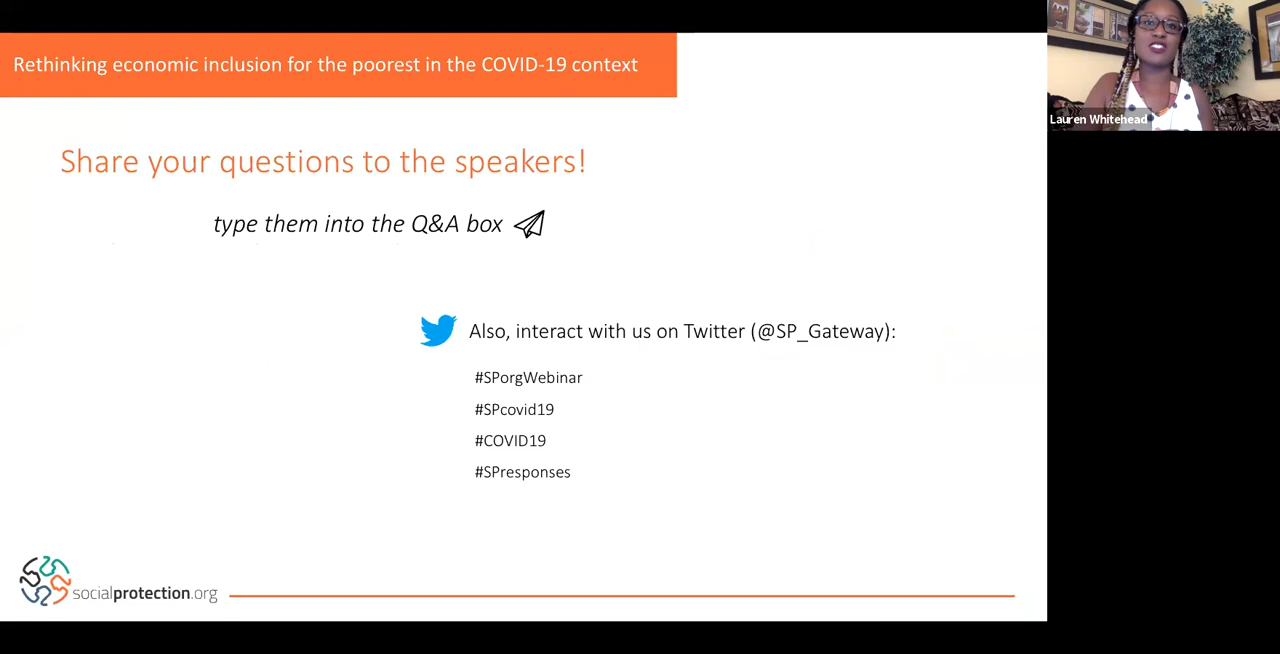 Rethinking economic inclusion for the poorest in the COVID-19 context
Lauren Whitehead
Share your questions to the speakers!
type them into the Q&A box
Also, interact with us on Twitter (@SP_Gateway):
#SPorgWebinar
#SPcovid19
#COVID19
#SPresponses
socialprotection.org